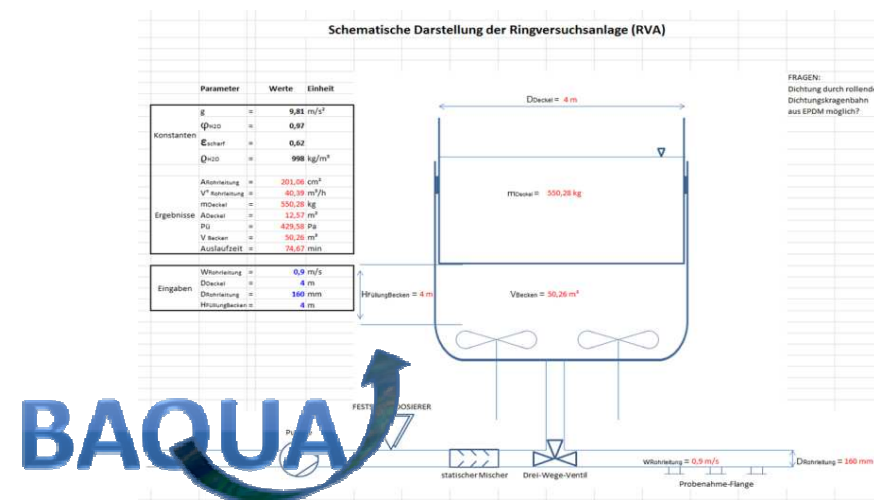 Schematische Darstellung der Ringversuchsanlage (RVA)
Parameter Werte Einheit
Konstanten
g = 9,81 m/s²
φH2O = 0,97
εscharf = 0,62
ϱH2O = 998 kg/m³
Ergebnisse
ARohrleitung = 201,06 cm²
V° Rohrleitung = 40,39 m³/h
mDeckel = 550,28 kg
ADeckel = 12,57 m²
PÜ = 429,58 Pa
V Becken = 50,26 m³
Auslaufzeit = 74,67 min
Eingaben
WRohrleitung = 0,9 m/s
DDeckel = 4 m
DRohrleitung = 160 mm
HFüllungBecken = 4 m
FRAGEN:
Dichtung durch rollende
Dichtungskragenbahn
aus EPDM möglich?
DDeckel = 4 m
mDeckel = 550,28 kg
HFüllungBecken = 4 m
VBecken = 50,26 m³
BAQUA
statischer Mischer
Drei-Wege-Ventil
WRohrleitung = 0,9 m/s
DRohrleitung = 160 mm
Probenahme-Flange